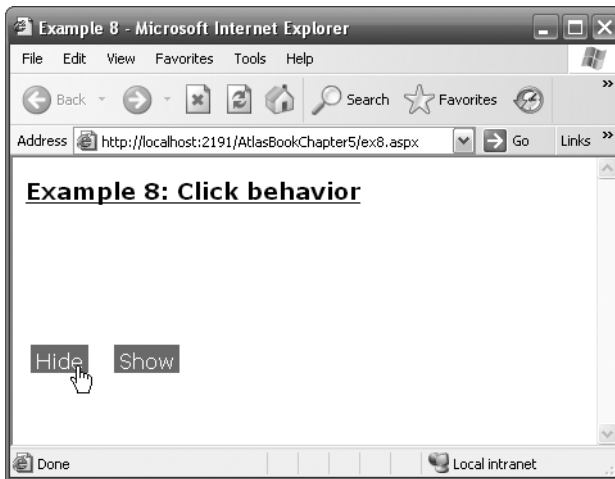 Example 8 - Microsoft Internet Explorer
File Edit View Favorites Tools Help
Back Search Favorites »
Address http://localhost:2191/AtlasBookChapter5/ex8.aspx Go Links »
Example 8: Click behavior
Hide Show
Done Local intranet